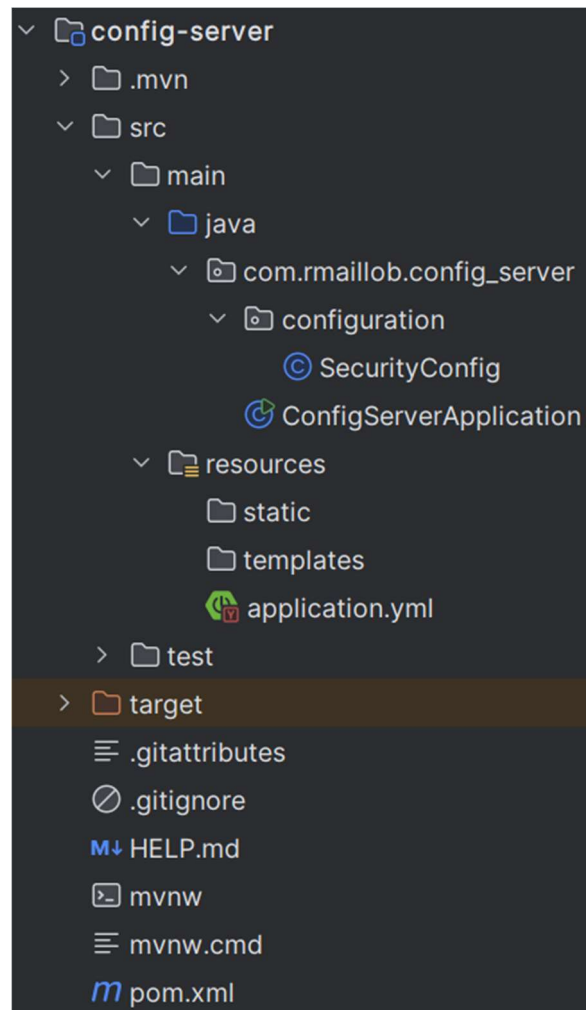 config-server
.mvn
src
main
java
com.rmaillob.config_server
configuration
SecurityConfig
ConfigServerApplication
resources
static
templates
application.yml
test
target
.gitattributes
.gitignore
HELP.md
mvnw
mvnw.cmd
pom.xml